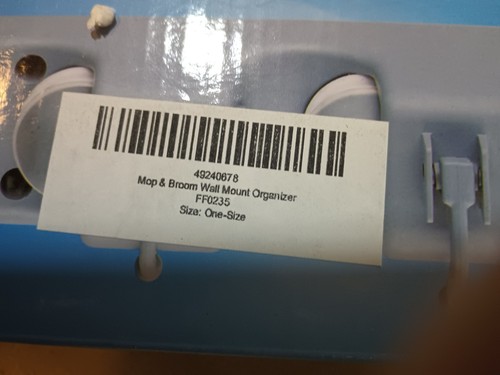 49240678
Mop & Broom Wall Mount Organizer
FF0235
Size: One-Size